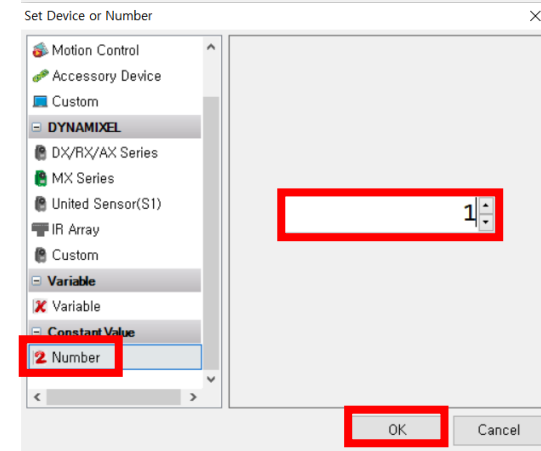 Set Device or Number
Motion Control
Accessory Device
Custom
DYNAMIXEL
DX/RX/AX Series
MX Series
United Sensor(S1)
IR Array
Custom
Variable
Variable
Constant Value
2 Number
1
OK
Cancel